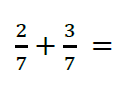 2/7 + 3/7 =